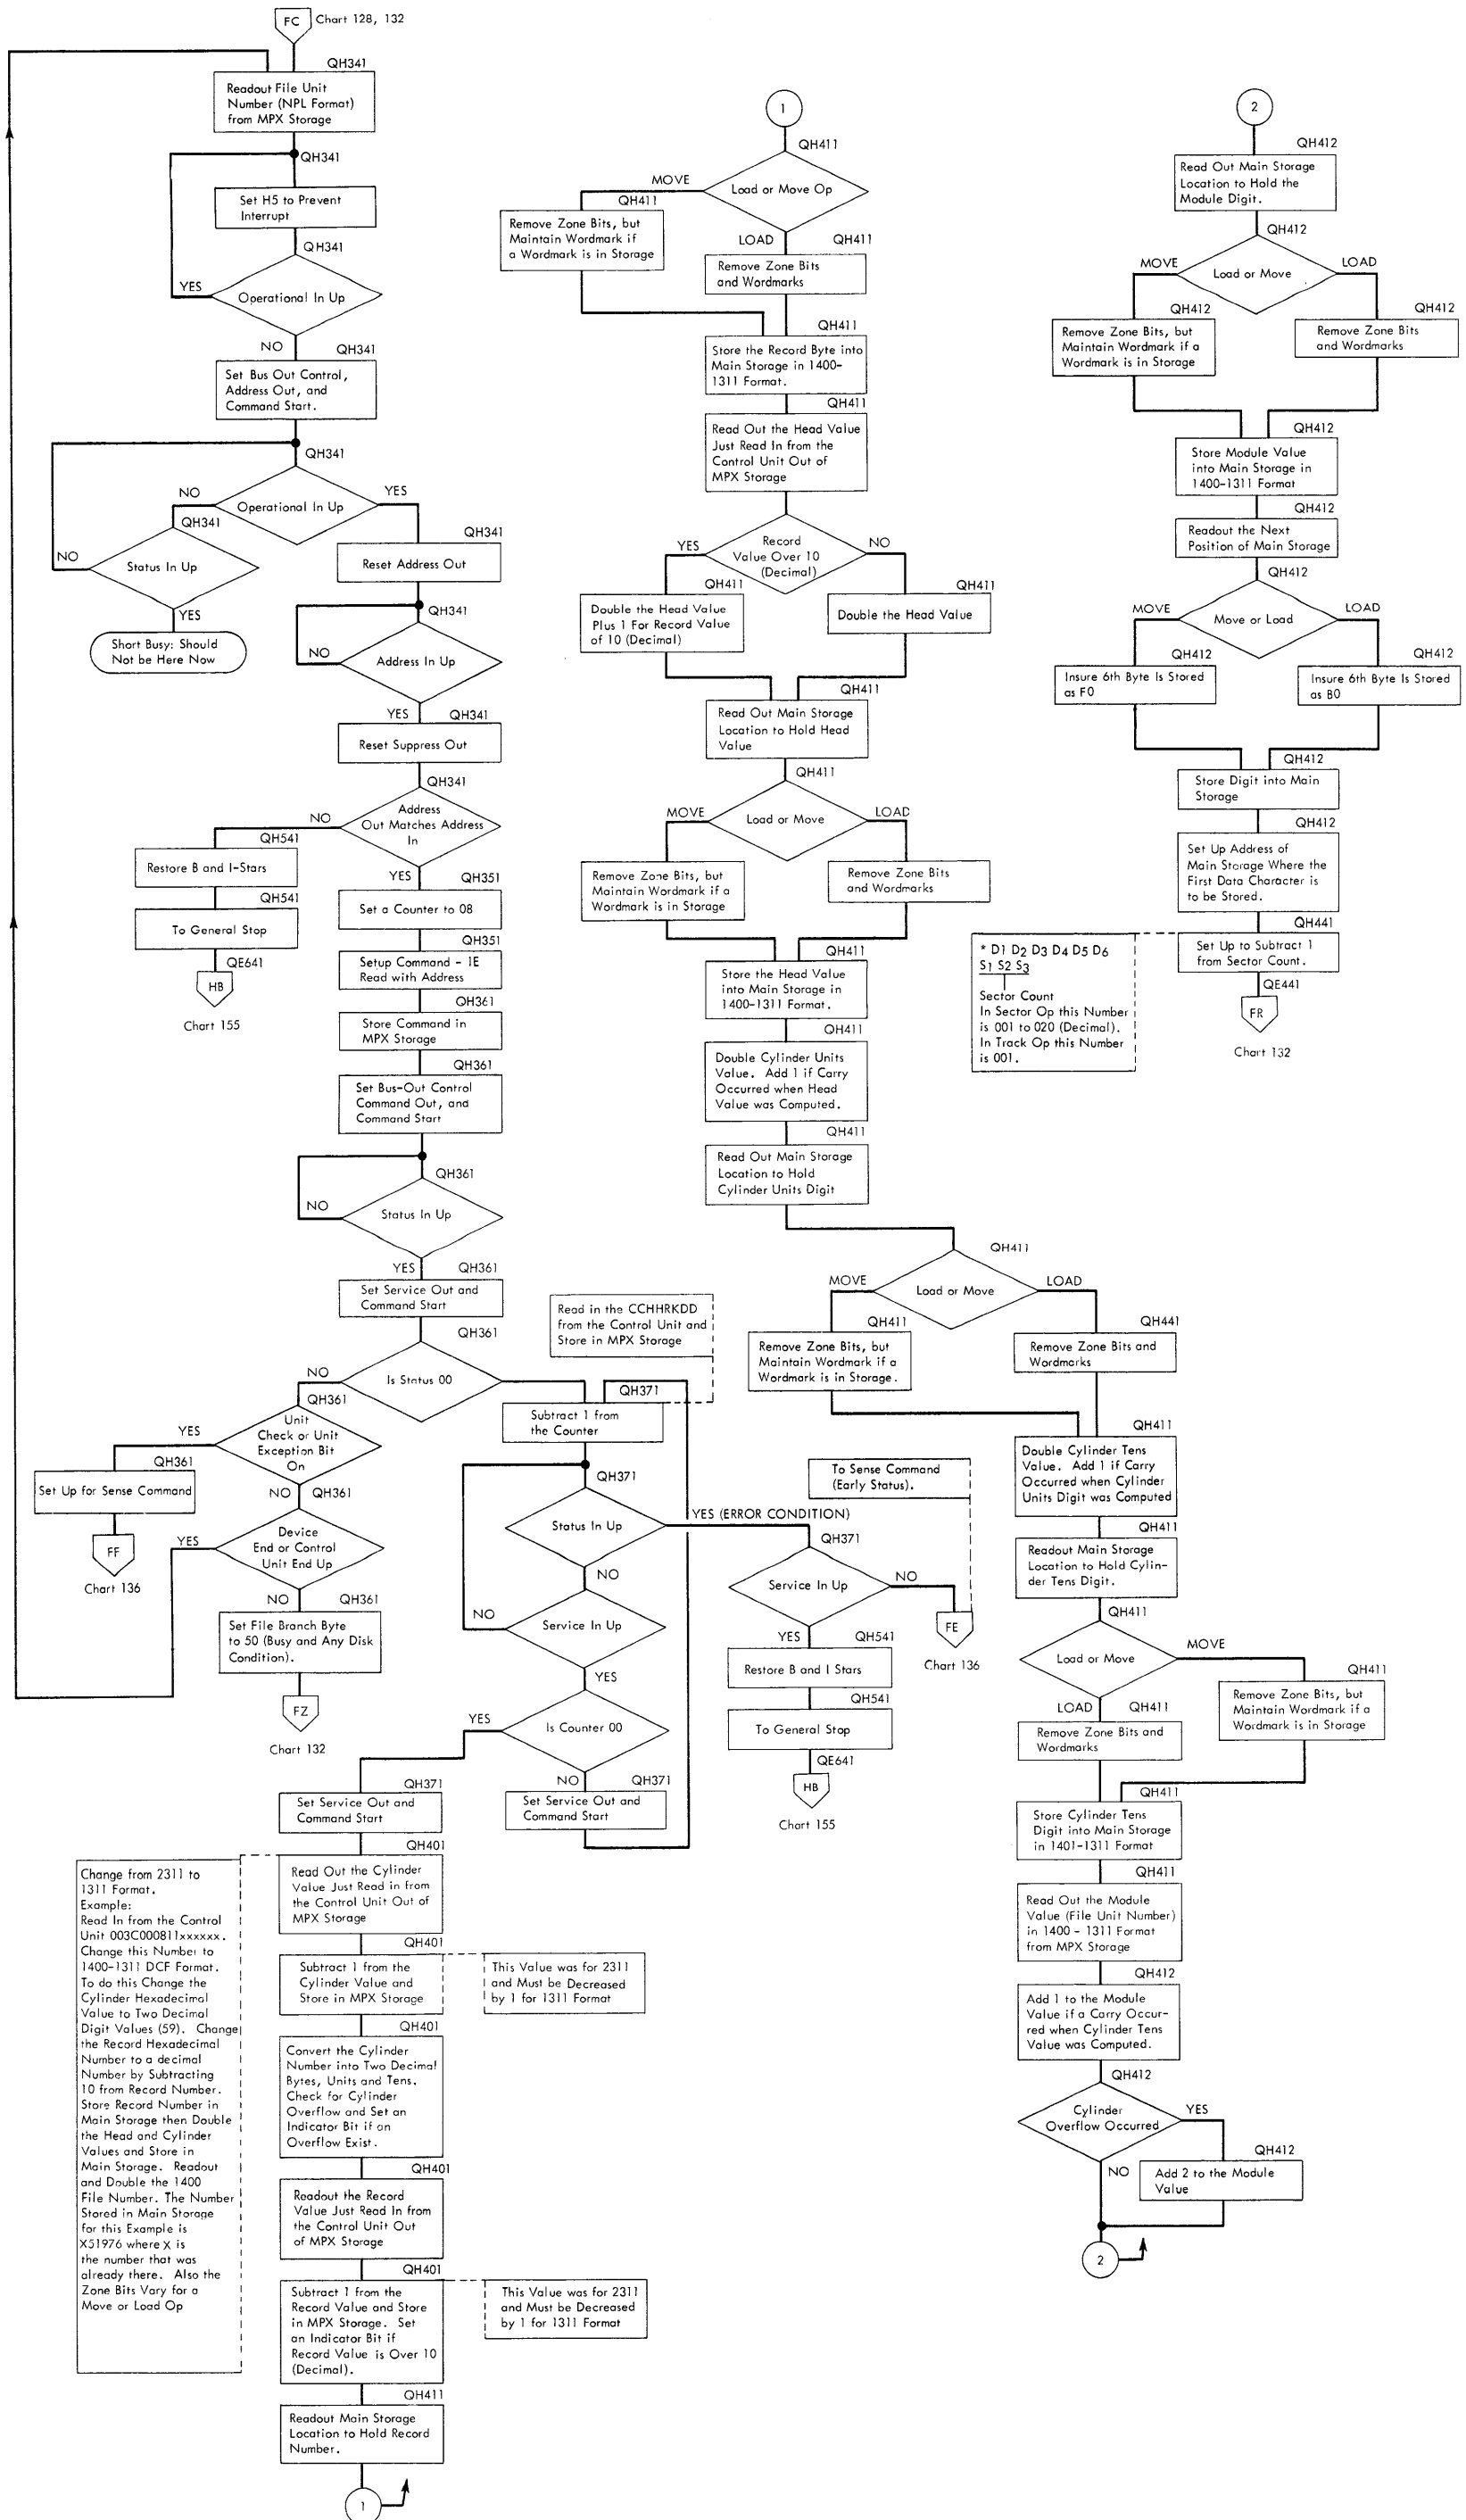 FC
Chart 128, 132
QH341
Readout File Unit
Number (NPL Format)
from MPX Storage
QH341
Set H5 to Prevent
Interrupt
QH341
YES
Operational In Up
NO
QH341
Set Bus Out Control,
Address Out, and
Command Start.
QH341
NO
Operational In Up
YES
QH341
NO
Status In Up
YES
Short Busy: Should
Not be Here Now
QH341
Reset Address Out
QH341
NO
Address In Up
YES
QH341
Reset Suppress Out
QH341
NO
Address
Out Matches Address
In
QH541
Restore B and I-Stars
QH541
To General Stop
QE641
HB
Chart 155
YES
QH351
Set a Counter to 08
QH351
Setup Command - 1E
Read with Address
QH361
Store Command in
MPX Storage
QH361
Set Bus-Out Control
Command Out, and
Command Start
QH361
NO
Status In Up
YES
QH361
Set Service Out and
Command Start
QH361
NO
Is Status 00
QH361
YES
Unit
Check or Unit
Exception Bit
On
QH361
Set Up for Sense Command
FF
Chart 136
NO
QH361
YES
Device
End or Control
Unit End Up
NO
QH361
Set File Branch Byte
to 50 (Busy and Any Disk
Condition).
FZ
Chart 132
Read in the CCHHRKDD
from the Control Unit and
Store in MPX Storage
QH371
Subtract 1 from
the Counter
QH371
Status In Up
YES (ERROR CONDITION)
NO
NO
Service In Up
YES
YES
Is Counter 00
NO
QH371
Set Service Out and
Command Start
To Sense Command
(Early Status).
QH371
Service In Up
NO
FE
Chart 136
YES
QH541
Restore B and I Stars
QH541
To General Stop
QE641
HB
Chart 155
QH371
Set Service Out and
Command Start
QH401
Read Out the Cylinder
Value Just Read in from
the Control Unit Out of
MPX Storage
QH401
Subtract 1 from the
Cylinder Value and
Store in MPX Storage
This Value was for 2311
and Must be Decreased
by 1 for 1311 Format
QH401
Convert the Cylinder
Number into Two Decimal
Bytes, Units and Tens.
Check for Cylinder
Overflow and Set an
Indicator Bit if an
Overflow Exist.
QH401
Readout the Record
Value Just Read In from
the Control Unit Out
of MPX Storage
QH401
Subtract 1 from the
Record Value and Store
in MPX Storage. Set
an Indicator Bit if
Record Value is Over 10
(Decimal).
This Value was for 2311
and Must be Decreased
by 1 for 1311 Format
QH411
Readout Main Storage
Location to Hold Record
Number.
1
Change from 2311 to
1311 Format.
Example:
Read In from the Control
Unit 003C000811xxxxxx.
Change this Number to
1400-1311 DCF Format.
To do this Change the
Cylinder Hexadecimal
Value to Two Decimal
Digit Values (59). Change
the Record Hexadecimal
Number to a decimal
Number by Subtracting
10 from Record Number.
Store Record Number in
Main Storage then Double
the Head and Cylinder
Values and Store in
Main Storage. Readout
and Double the 1400
File Number. The Number
Stored in Main Storage
for this Example is
X51976 where X is
the number that was
already there. Also the
Zone Bits Vary for a
Move or Load Op
1
QH411
MOVE
Load or Move Op
QH411
Remove Zone Bits, but
Maintain Wordmark if
a Wordmark is in Storage
LOAD
QH411
Remove Zone Bits
and Wordmarks
QH411
Store the Record Byte into
Main Storage in 1400-
1311 Format.
QH411
Read Out the Head Value
Just Read In from the
Control Unit Out of
MPX Storage
YES
Record
Value Over 10
(Decimal)
NO
QH411
Double the Head Value
Plus 1 For Record Value
of 10 (Decimal)
QH411
Double the Head Value
QH411
Read Out Main Storage
Location to Hold Head
Value
QH411
MOVE
Load or Move
LOAD
Remove Zone Bits, but
Maintain Wordmark if a
Wordmark is in Storage
Remove Zone Bits
and Wordmarks
QH411
Store the Head Value
into Main Storage in
1400-1311 Format.
QH411
Double Cylinder Units
Value. Add 1 if Carry
Occurred when Head
Value was Computed.
QH411
Read Out Main Storage
Location to Hold
Cylinder Units Digit
QH411
MOVE
Load or Move
LOAD
QH411
Remove Zone Bits, but
Maintain Wordmark if a
Wordmark is in Storage.
QH441
Remove Zone Bits and
Wordmarks
QH411
Double Cylinder Tens
Value. Add 1 if Carry
Occurred when Cylinder
Units Digit was Computed
QH411
Readout Main Storage
Location to Hold Cylin-
der Tens Digit.
QH411
Load or Move
MOVE
QH411
Remove Zone Bits, but
Maintain Wordmark if a
Wordmark is in Storage
LOAD
QH411
Remove Zone Bits and
Wordmarks
QH411
Store Cylinder Tens
Digit into Main Storage
in 1401-1311 Format
QH411
Read Out the Module
Value (File Unit Number)
in 1400 - 1311 Format
from MPX Storage
QH412
Add 1 to the Module
Value if a Carry Occur-
red when Cylinder Tens
Value was Computed.
QH412
Cylinder
Overflow Occurred
YES
QH412
NO
Add 2 to the Module
Value
2
2
QH412
Read Out Main Storage
Location to Hold the
Module Digit.
QH412
MOVE
Load or Move
LOAD
QH412
Remove Zone Bits, but
Maintain Wordmark if a
Wordmark is in Storage
QH412
Remove Zone Bits
and Wordmarks
QH412
Store Module Value
into Main Storage in
1400-1311 Format
QH412
Readout the Next
Position of Main Storage
QH412
MOVE
Move or Load
LOAD
QH412
Insure 6th Byte Is Stored
as F0
QH412
Insure 6th Byte Is Stored
as B0
QH412
Store Digit into Main
Storage
QH412
Set Up Address of
Main Storage Where the
First Data Character is
to be Stored.
QH441
Set Up to Subtract 1
from Sector Count.
QE441
FR
Chart 132
* D1 D2 D3 D4 D5 D6
S1 S2 S3
Sector Count
In Sector Op this Number
is 001 to 020 (Decimal).
In Track Op this Number
is 001.